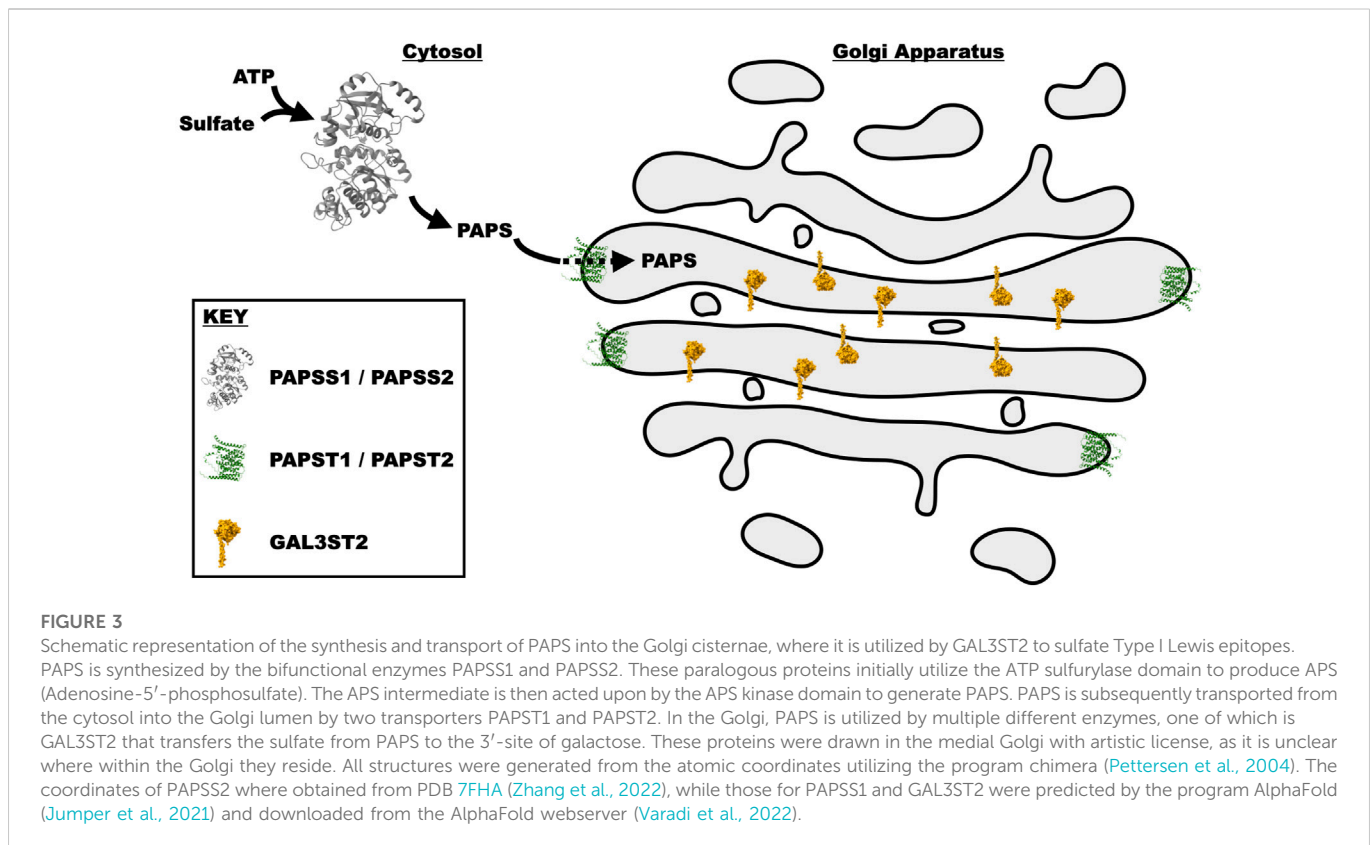 Cytosol
Golgi Apparatus
ATP
Sulfate
PAPS
PAPS
KEY
PAPSS1 / PAPSS2
PAPST1 / PAPST2
GAL3ST2
FIGURE 3
Schematic representation of the synthesis and transport of PAPS into the Golgi cisternae, where it is utilized by GAL3ST2 to sulfate Type I Lewis epitopes.
PAPS is synthesized by the bifunctional enzymes PAPSS1 and PAPSS2. These paralogous proteins initially utilize the ATP sulfurylase domain to produce APS
(Adenosine-5′-phosphosulfate). The APS intermediate is then acted upon by the APS kinase domain to generate PAPS. PAPS is subsequently transported from
the cytosol into the Golgi lumen by two transporters PAPST1 and PAPST2. In the Golgi, PAPS is utilized by multiple different enzymes, one of which is
GAL3ST2 that transfers the sulfate from PAPS to the 3′-site of galactose. These proteins were drawn in the medial Golgi with artistic license, as it is unclear
where within the Golgi they reside. All structures were generated from the atomic coordinates utilizing the program chimera (Pettersen et al., 2004). The
coordinates of PAPSS2 where obtained from PDB 7FHA (Zhang et al., 2022), while those for PAPSS1 and GAL3ST2 were predicted by the program AlphaFold
(Jumper et al., 2021) and downloaded from the AlphaFold webserver (Varadi et al., 2022).